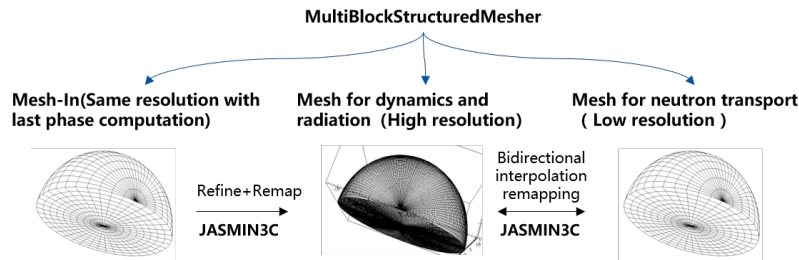 MultiBlockStructuredMesher
Mesh-In(Same resolution with
last phase computation)
Mesh for dynamics and
radiation (High resolution)
Mesh for neutron transport
( Low resolution )
Refine+Remap
JASMIN3C
Bidirectional
interpolation
remapping
JASMIN3C